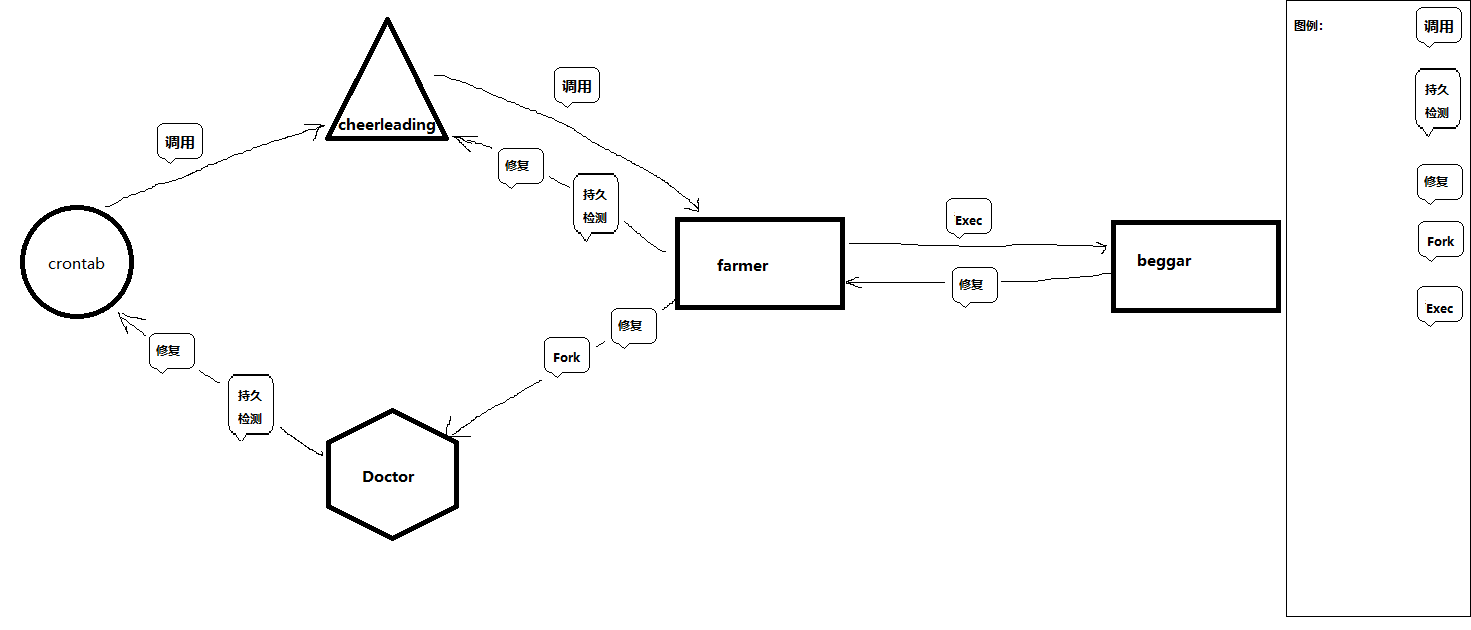 图例:
调用
持久
检测
修复
Fork
Exec
调用
cheerleading
调用
修复
持久
检测
crontab
farmer
Exec
修复
beggar
修复
Fork
修复
持久
检测
Doctor